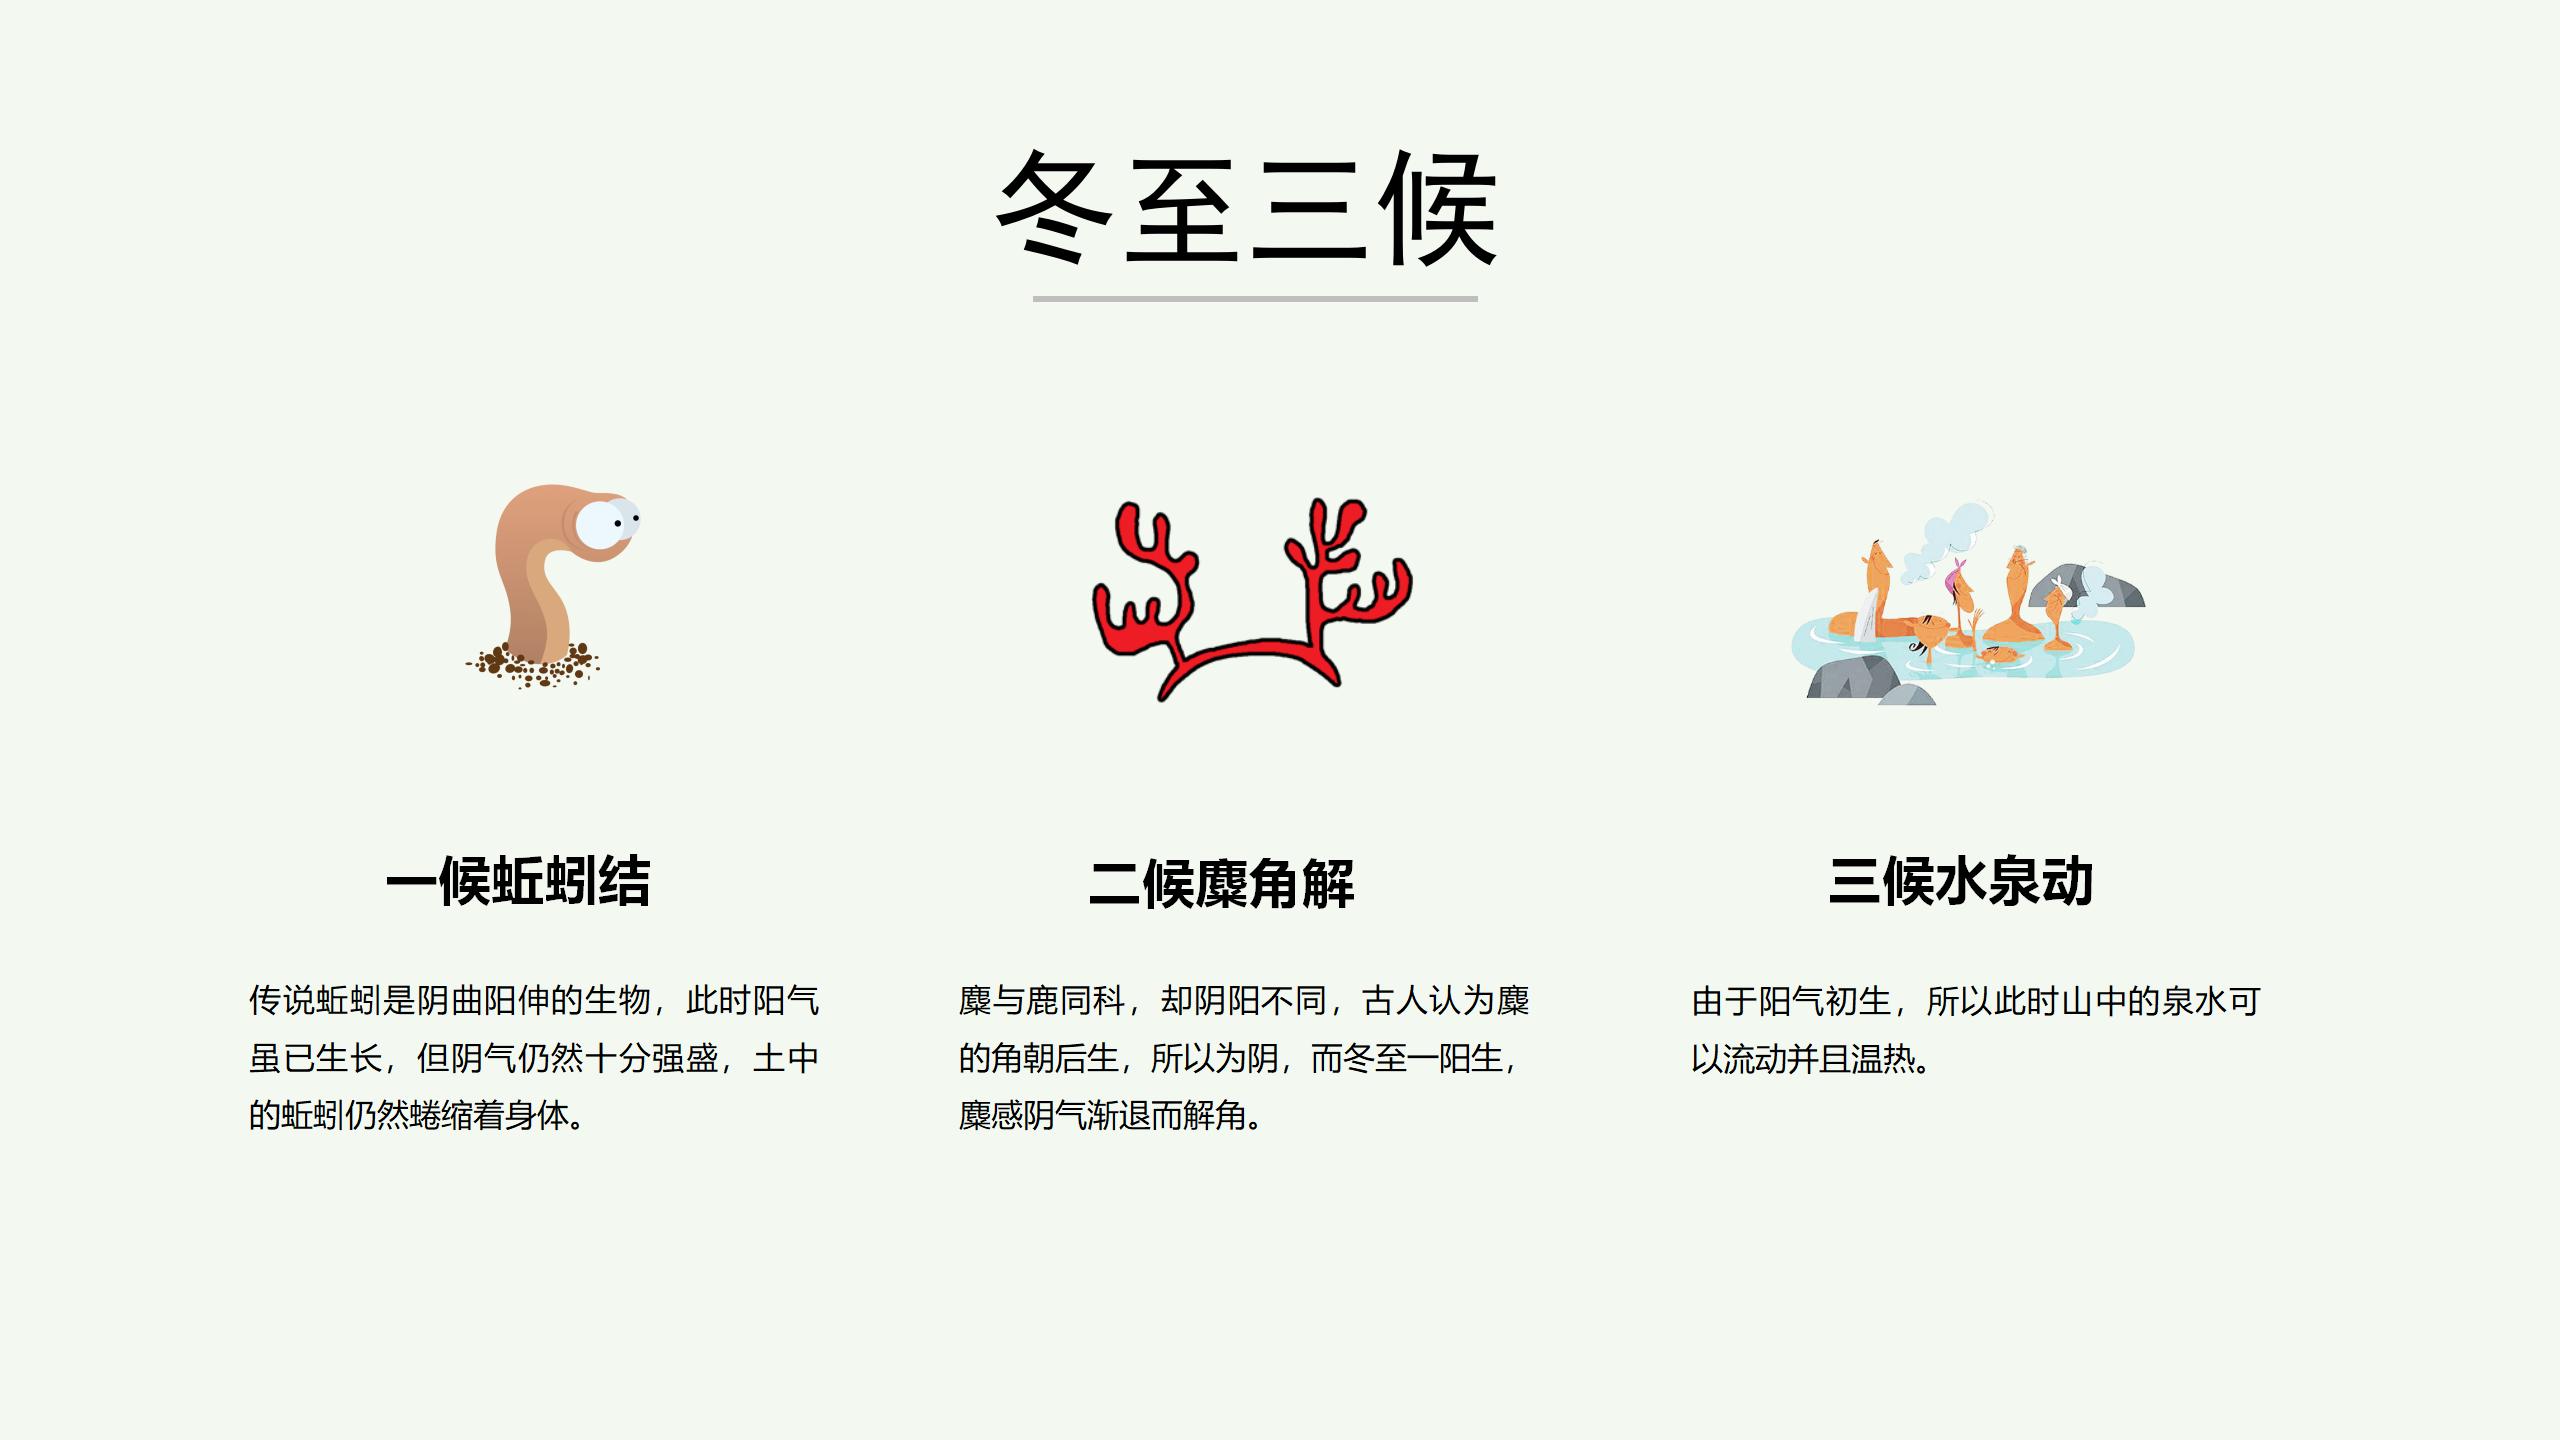 冬至三候
一候蚯蚓结
传说蚯蚓是阴曲阳伸的生物，此时阳气
虽已生长，但阴气仍然十分强盛，土中
的蚯蚓仍然蜷缩着身体。
二候麋角解
麋与鹿同科，却阴阳不同，古人认为麋
的角朝后生，所以为阴，而冬至一阳生，
麋感阴气渐退而解角。
三候水泉动
由于阳气初生，所以此时山中的泉水可
以流动并且温热。